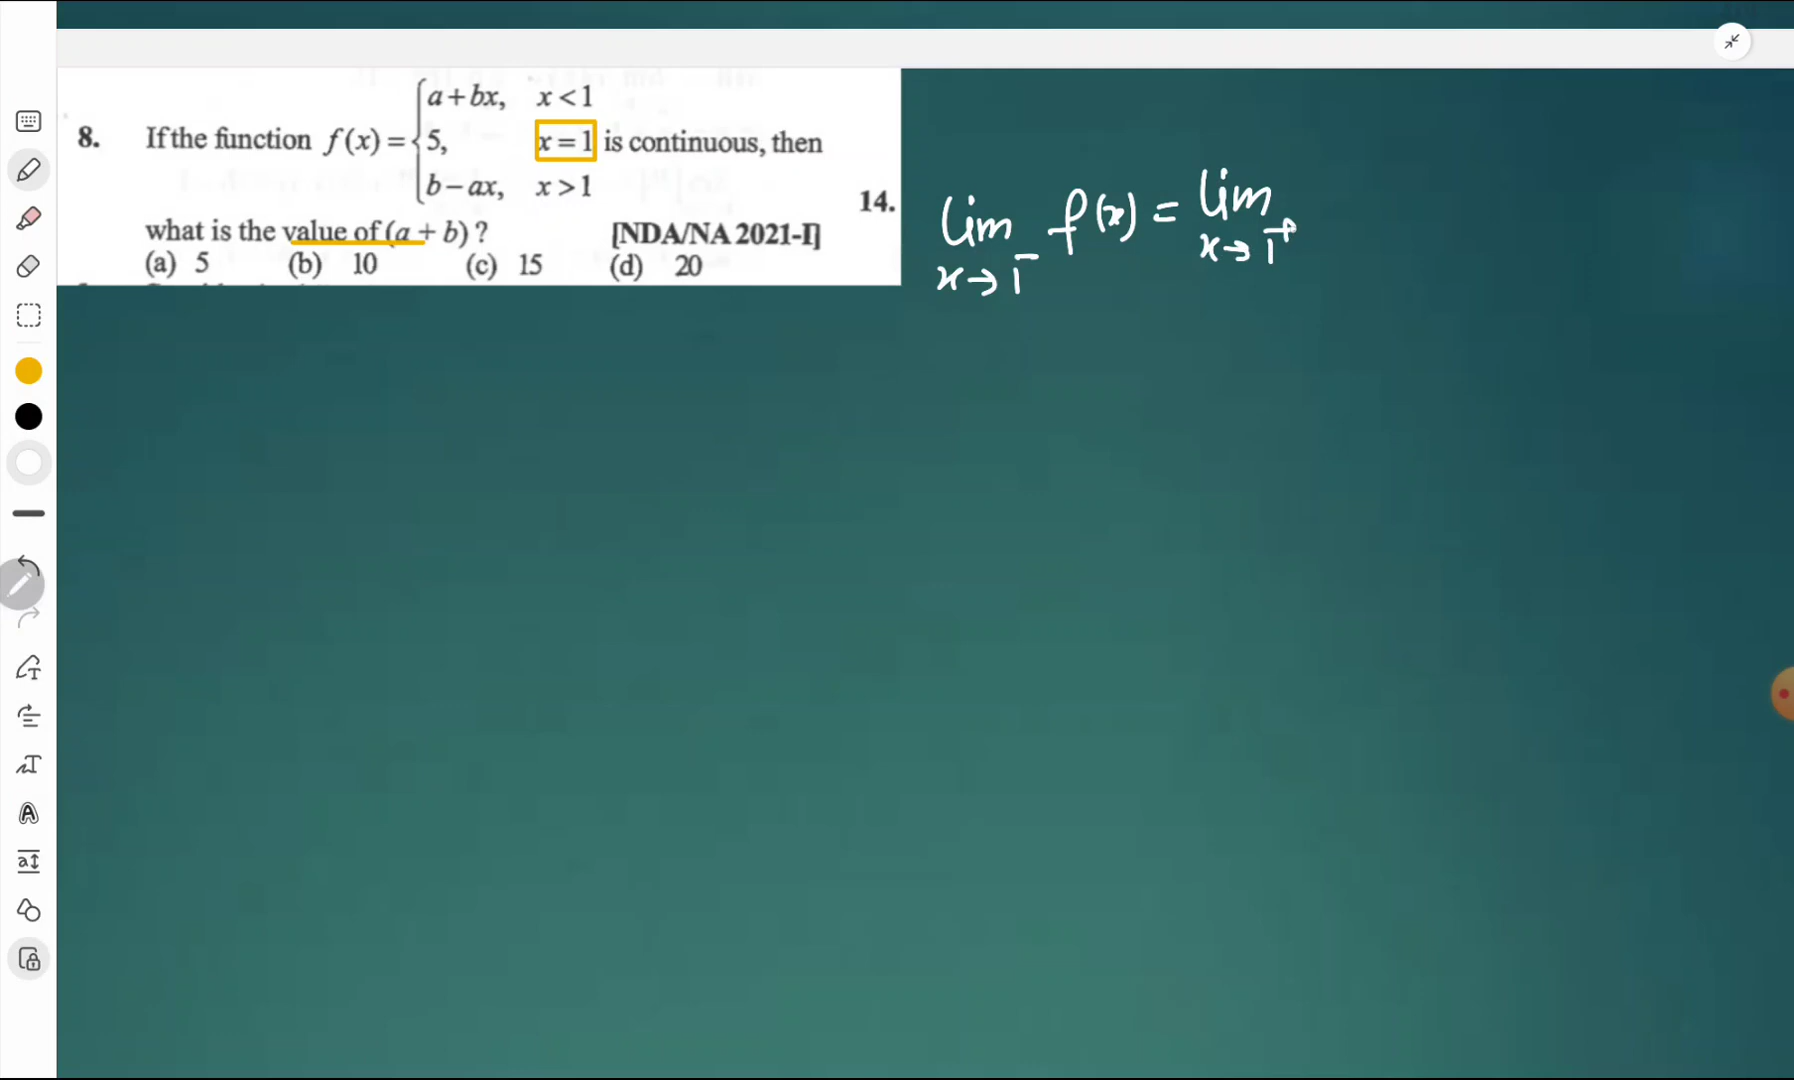 8. If the function f(x) = { a + bx, x < 1
5, x = 1 is continuous, then
b − ax, x > 1
what is the value of (a + b) ? [NDA/NA 2021-I]
(a) 5 (b) 10 (c) 15 (d) 20
14.
lim f(x) = lim
x→1⁻ x→1⁺